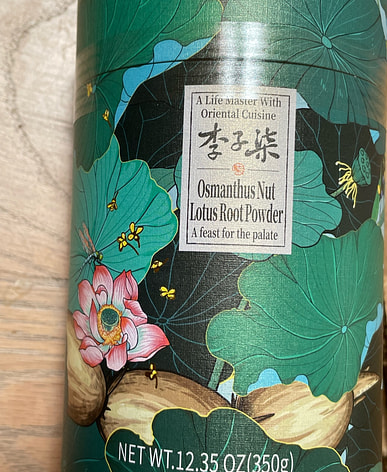 A Life Master With
Oriental Cuisine
李子柒
Osmanthus Nut
Lotus Root Powder
A feast for the palate
NET WT.12.35 OZ(350g)